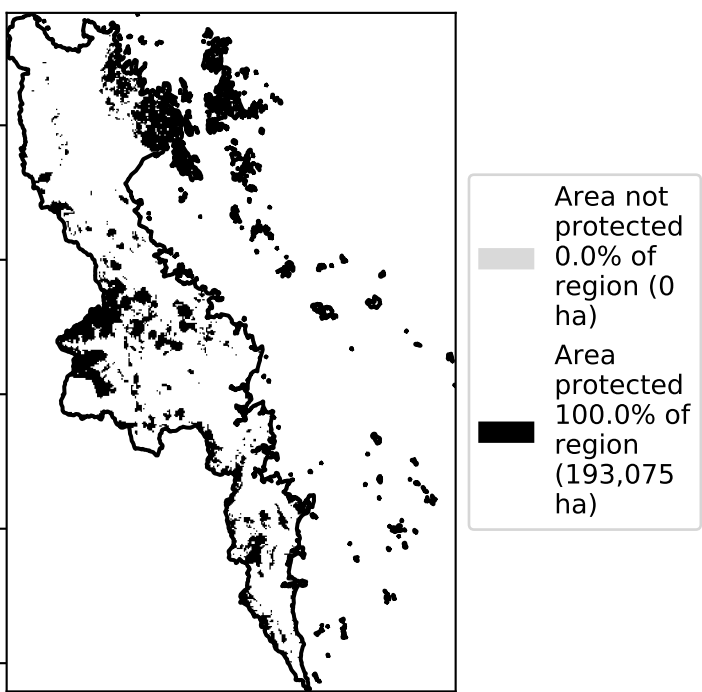 Area not
protected
0.0% of
region (0
ha)
Area
protected
100.0% of
region
(193,075
ha)